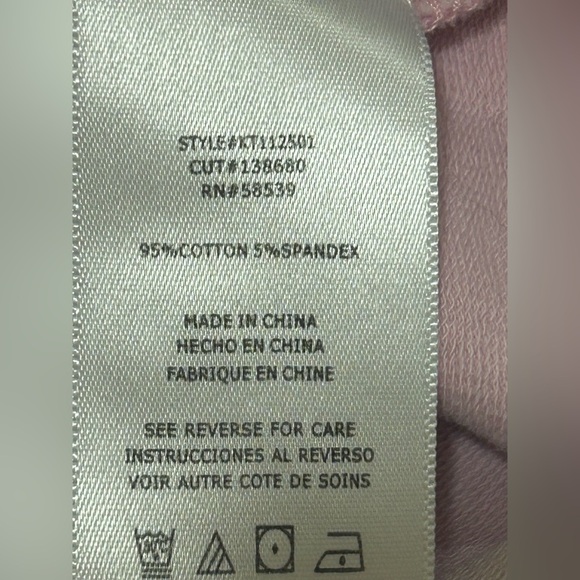 STYLE#KT112501
CUT#138680
RN#58539
95%COTTON 5%SPANDEX
MADE IN CHINA
HECHO EN CHINA
FABRIQUE EN CHINE
SEE REVERSE FOR CARE
INSTRUCCIONES AL REVERSO
VOIR AUTRE COTE DE SOINS